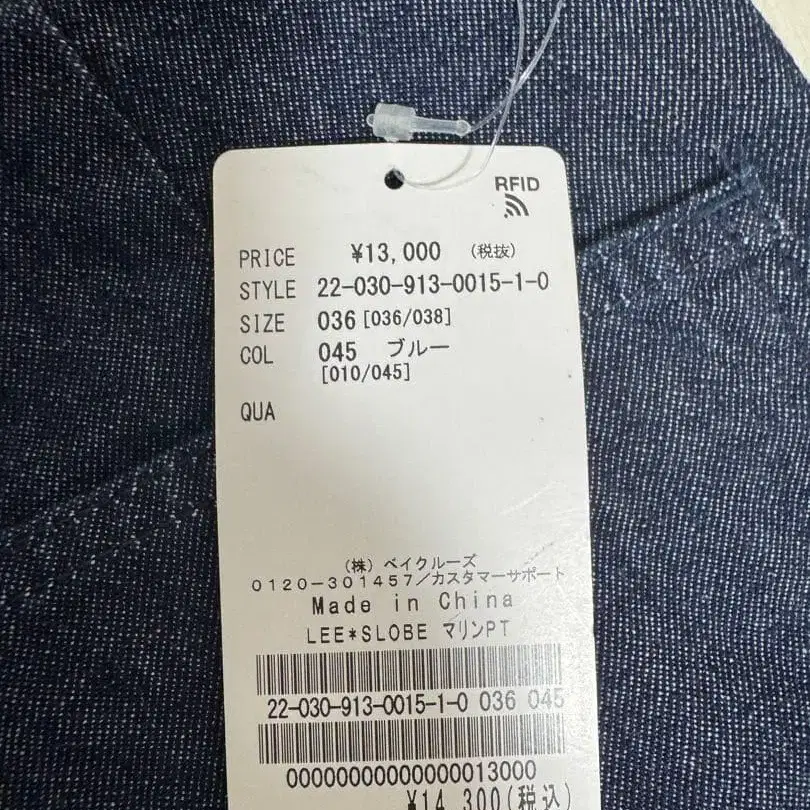 RFID
PRICE ¥13,000 (税抜)
STYLE 22-030-913-0015-1-0
SIZE 036 [036/038]
COL 045 ブルー
[010/045]
QUA
(株) ベイクルーズ
0120-301457/カスタマーサポート
Made in China
LEE*SLOBE マリンPT
22-030-913-0015-1-0 036 045
00000000000000013000
¥14,300(税込)